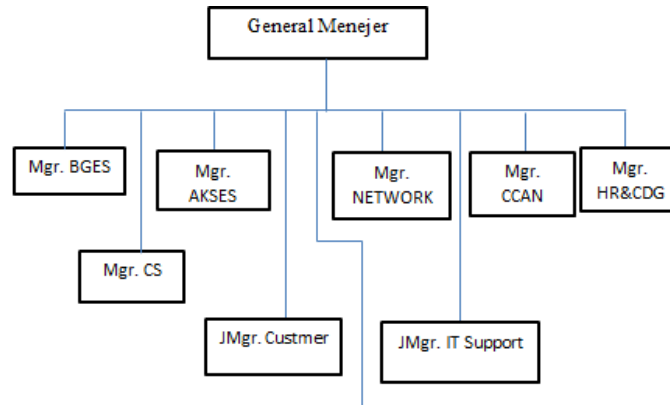 General Menejer
Mgr. BGES
Mgr.
AKSES
Mgr.
NETWORK
Mgr.
CCAN
Mgr.
HR&CDG
Mgr. CS
JMgr. Custmer
JMgr. IT Support